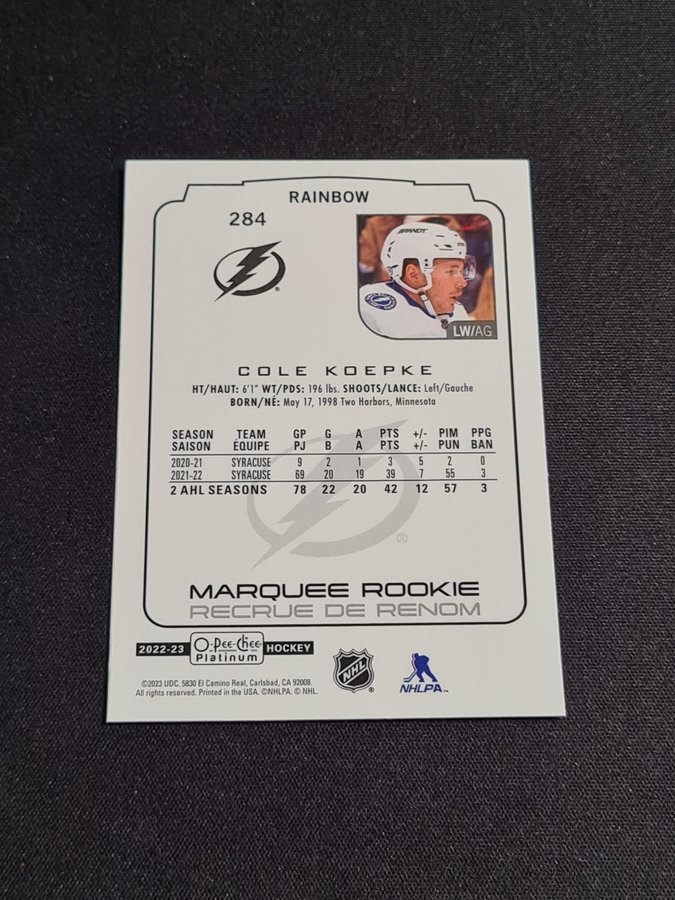 RAINBOW
284
BRANDT
LW/AG
COLE KOEPKE
HT/HAUT: 6'1" WT/PDS: 196 lbs. SHOOTS/LANCE: Left/Gauche
BORN/NÉ: May 17, 1998 Two Harbors, Minnesota
SEASON TEAM GP G A PTS +/- PIM PPG
SAISON ÉQUIPE PJ B A PTS +/- PUN BAN
2020-21 SYRACUSE 9 2 1 3 5 2 0
2021-22 SYRACUSE 69 20 19 39 7 55 3
2 AHL SEASONS 78 22 20 42 12 57 3
®
MARQUEE ROOKIE
RECRUE DE RENOM
2022-23 O-Pee-Chee Platinum HOCKEY
NHL ®
NHLPA™
©2023 UDC. 5830 El Camino Real, Carlsbad, CA 92008.
All rights reserved. Printed in the USA. ©NHLPA. © NHL.